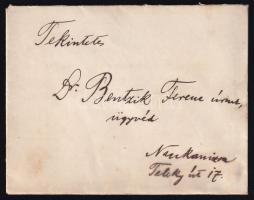 Tekintetes
Dr. Bentzik Ferenc úrnak,
ügyvéd
Nagykanizsa
Teleky út 17.